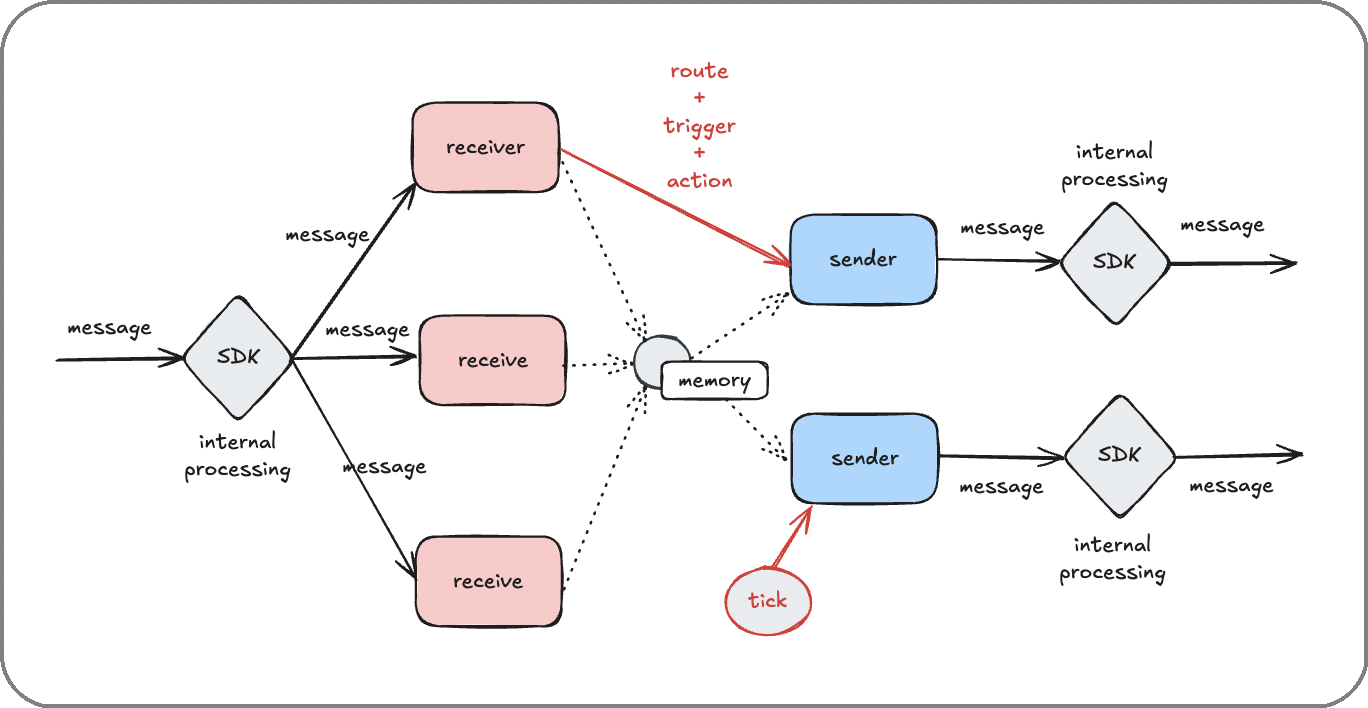 route
+
trigger
+
action
receiver
internal
processing
message
message
message
sender
SDK
message
message
SDK
receive
memory
internal
processing
message
sender
SDK
message
message
receive
internal
processing
tick